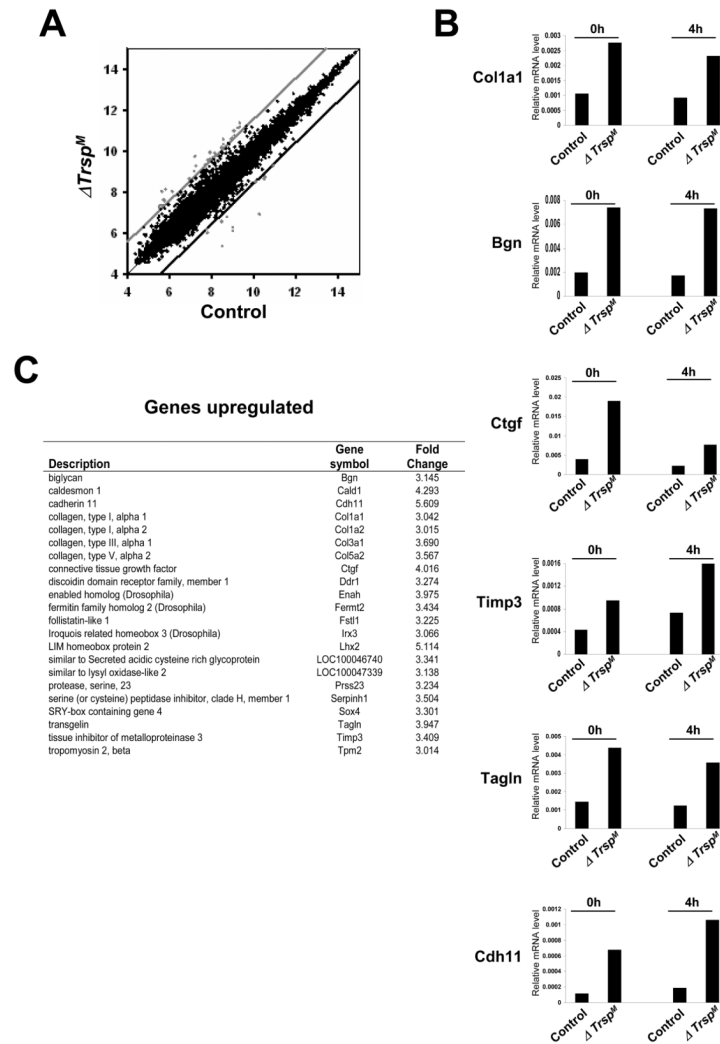 A
14
12
10
8
6
4
ΔTrspᴹ
4 6 8 10 12 14
Control
C
Genes upregulated
Description Gene symbol Fold Change
biglycan Bgn 3.145
caldesmon 1 Cald1 4.293
cadherin 11 Cdh11 5.609
collagen, type I, alpha 1 Col1a1 3.042
collagen, type I, alpha 2 Col1a2 3.015
collagen, type III, alpha 1 Col3a1 3.690
collagen, type V, alpha 2 Col5a2 3.567
connective tissue growth factor Ctgf 4.016
discoidin domain receptor family, member 1 Ddr1 3.274
enabled homolog (Drosophila) Enah 3.975
fermitin family homolog 2 (Drosophila) Fermt2 3.434
follistatin-like 1 Fstl1 3.225
Iroquois related homeobox 3 (Drosophila) Irx3 3.066
LIM homeobox protein 2 Lhx2 5.114
similar to Secreted acidic cysteine rich glycoprotein LOC100046740 3.341
similar to lysyl oxidase-like 2 LOC100047339 3.138
protease, serine, 23 Prss23 3.234
serine (or cysteine) peptidase inhibitor, clade H, member 1 Serpinh1 3.504
SRY-box containing gene 4 Sox4 3.301
transgelin Tagln 3.947
tissue inhibitor of metalloproteinase 3 Timp3 3.409
tropomyosin 2, beta Tpm2 3.014
B
Col1a1
Relative mRNA level
0h 4h
0.003
0.0025
0.002
0.0015
0.001
0.0005
0
Control ΔTrspᴹ Control ΔTrspᴹ
Bgn
Relative mRNA level
0h 4h
0.008
0.006
0.004
0.002
0
Control ΔTrspᴹ Control ΔTrspᴹ
Ctgf
Relative mRNA level
0h 4h
0.025
0.02
0.015
0.01
0.005
0
Control ΔTrspᴹ Control ΔTrspᴹ
Timp3
Relative mRNA level
0h 4h
0.0016
0.0012
0.0008
0.0004
0
Control ΔTrspᴹ Control ΔTrspᴹ
Tagln
Relative mRNA level
0h 4h
0.005
0.004
0.003
0.002
0.001
0
Control ΔTrspᴹ Control ΔTrspᴹ
Cdh11
Relative mRNA level
0h 4h
0.0012
0.001
0.0008
0.0006
0.0004
0.0002
0
Control ΔTrspᴹ Control ΔTrspᴹ